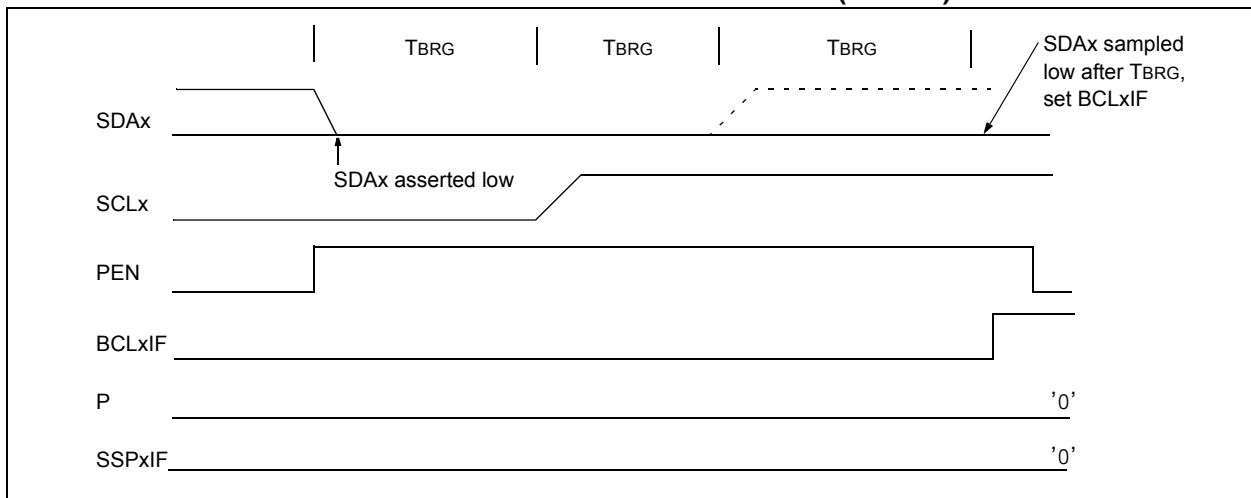 TBRG TBRG TBRG
SDAx sampled
low after TBRG,
set BCLxIF
SDAx
SDAx asserted low
SCLx
PEN
BCLxIF
P
'0'
SSPxIF
'0'